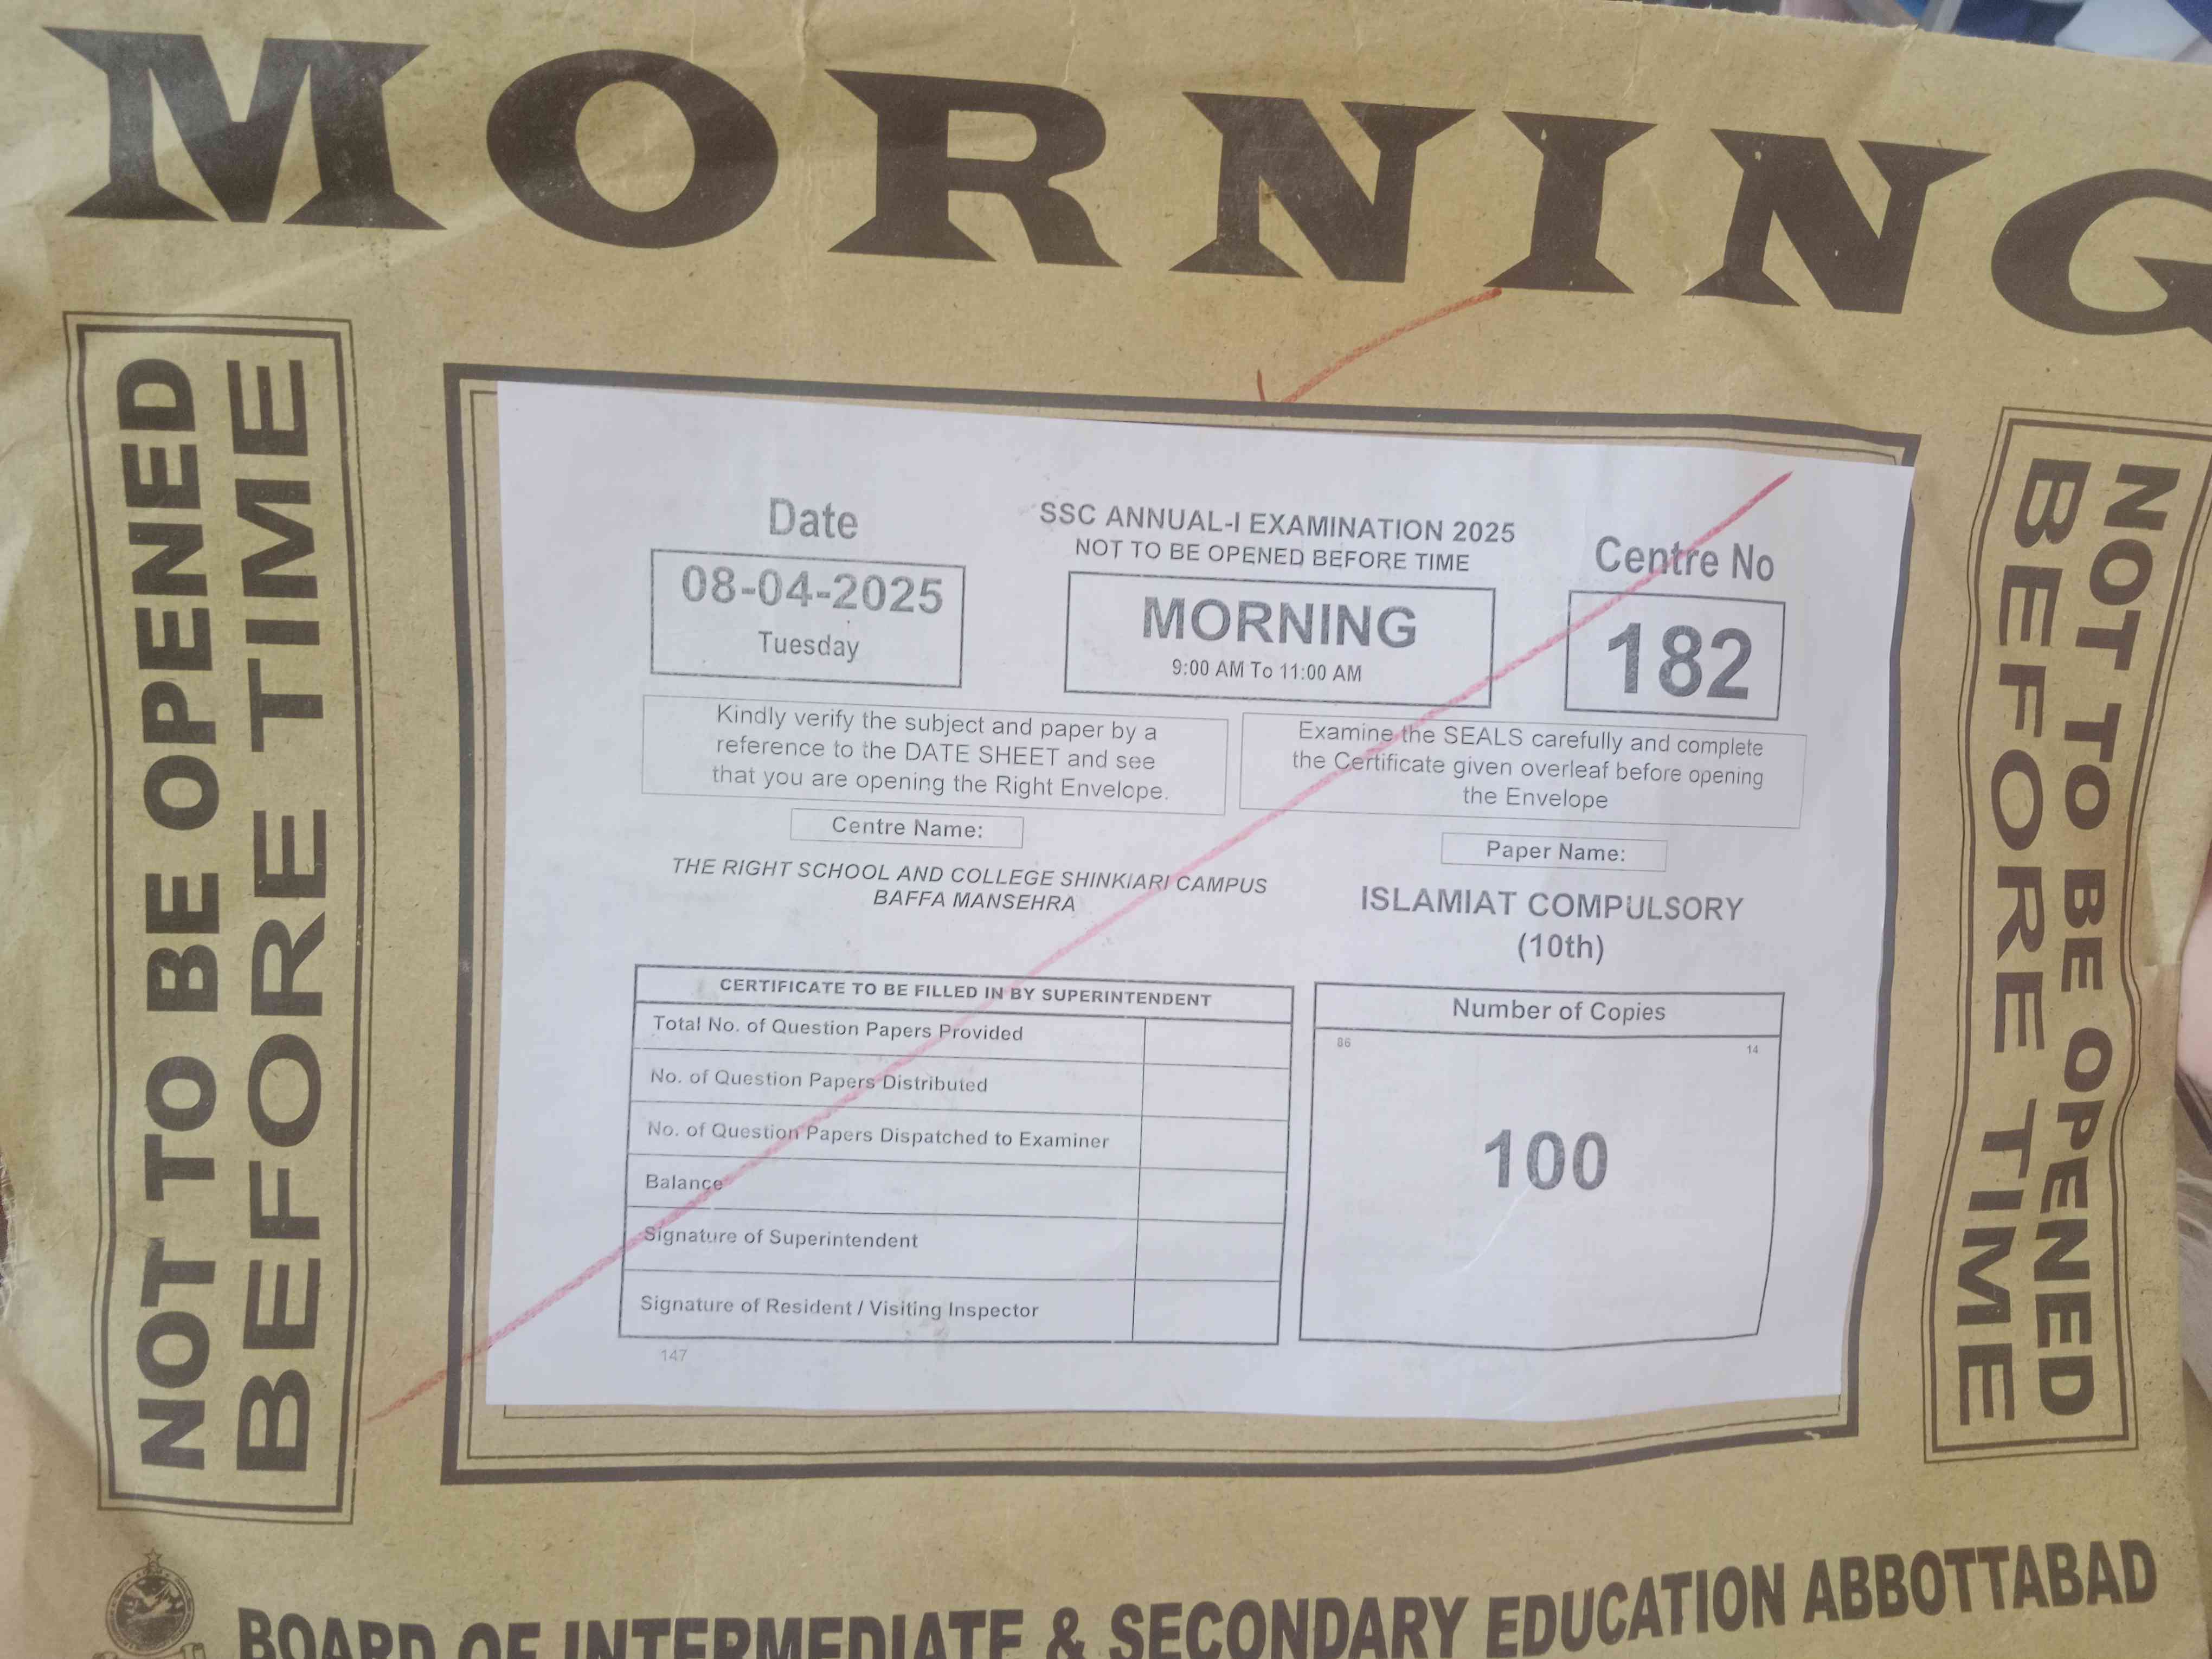 MORNING
NOT TO BE OPENED
BEFORE TIME
Date
08-04-2025
Tuesday
SSC ANNUAL-I EXAMINATION 2025
NOT TO BE OPENED BEFORE TIME
MORNING
9:00 AM To 11:00 AM
Centre No
182
Kindly verify the subject and paper by a
reference to the DATE SHEET and see
that you are opening the Right Envelope.
Examine the SEALS carefully and complete
the Certificate given overleaf before opening
the Envelope
Centre Name:
THE RIGHT SCHOOL AND COLLEGE SHINKIARI CAMPUS
BAFFA MANSEHRA
Paper Name:
ISLAMIAT COMPULSORY
(10th)
CERTIFICATE TO BE FILLED IN BY SUPERINTENDENT
Total No. of Question Papers Provided
No. of Question Papers Distributed
No. of Question Papers Dispatched to Examiner
Balance
Signature of Superintendent
Signature of Resident / Visiting Inspector
147
Number of Copies
86 14
100
NOT TO BE OPENED
BEFORE TIME
BOARD OF INTERMEDIATE & SECONDARY EDUCATION ABBOTTABAD